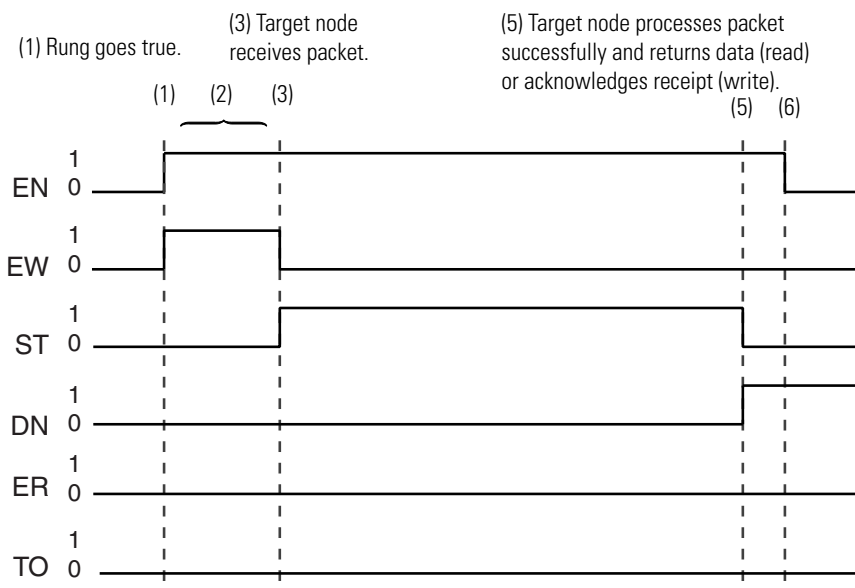 (1) Rung goes true.
(3) Target node
receives packet.
(5) Target node processes packet
successfully and returns data (read)
or acknowledges receipt (write).
(1) (2) (3) (5) (6)
1
EN 0
1
EW 0
1
ST 0
1
DN 0
1
ER 0
1
TO 0